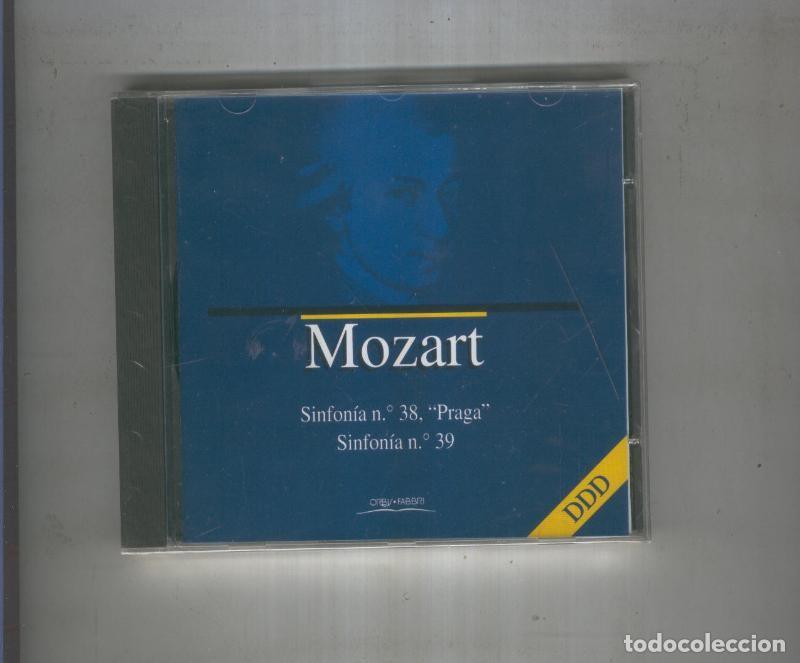 Mozart
Sinfonía n.° 38, “Praga”
Sinfonía n.° 39
ORBIS • FABBRI
DDD
todocoleccion